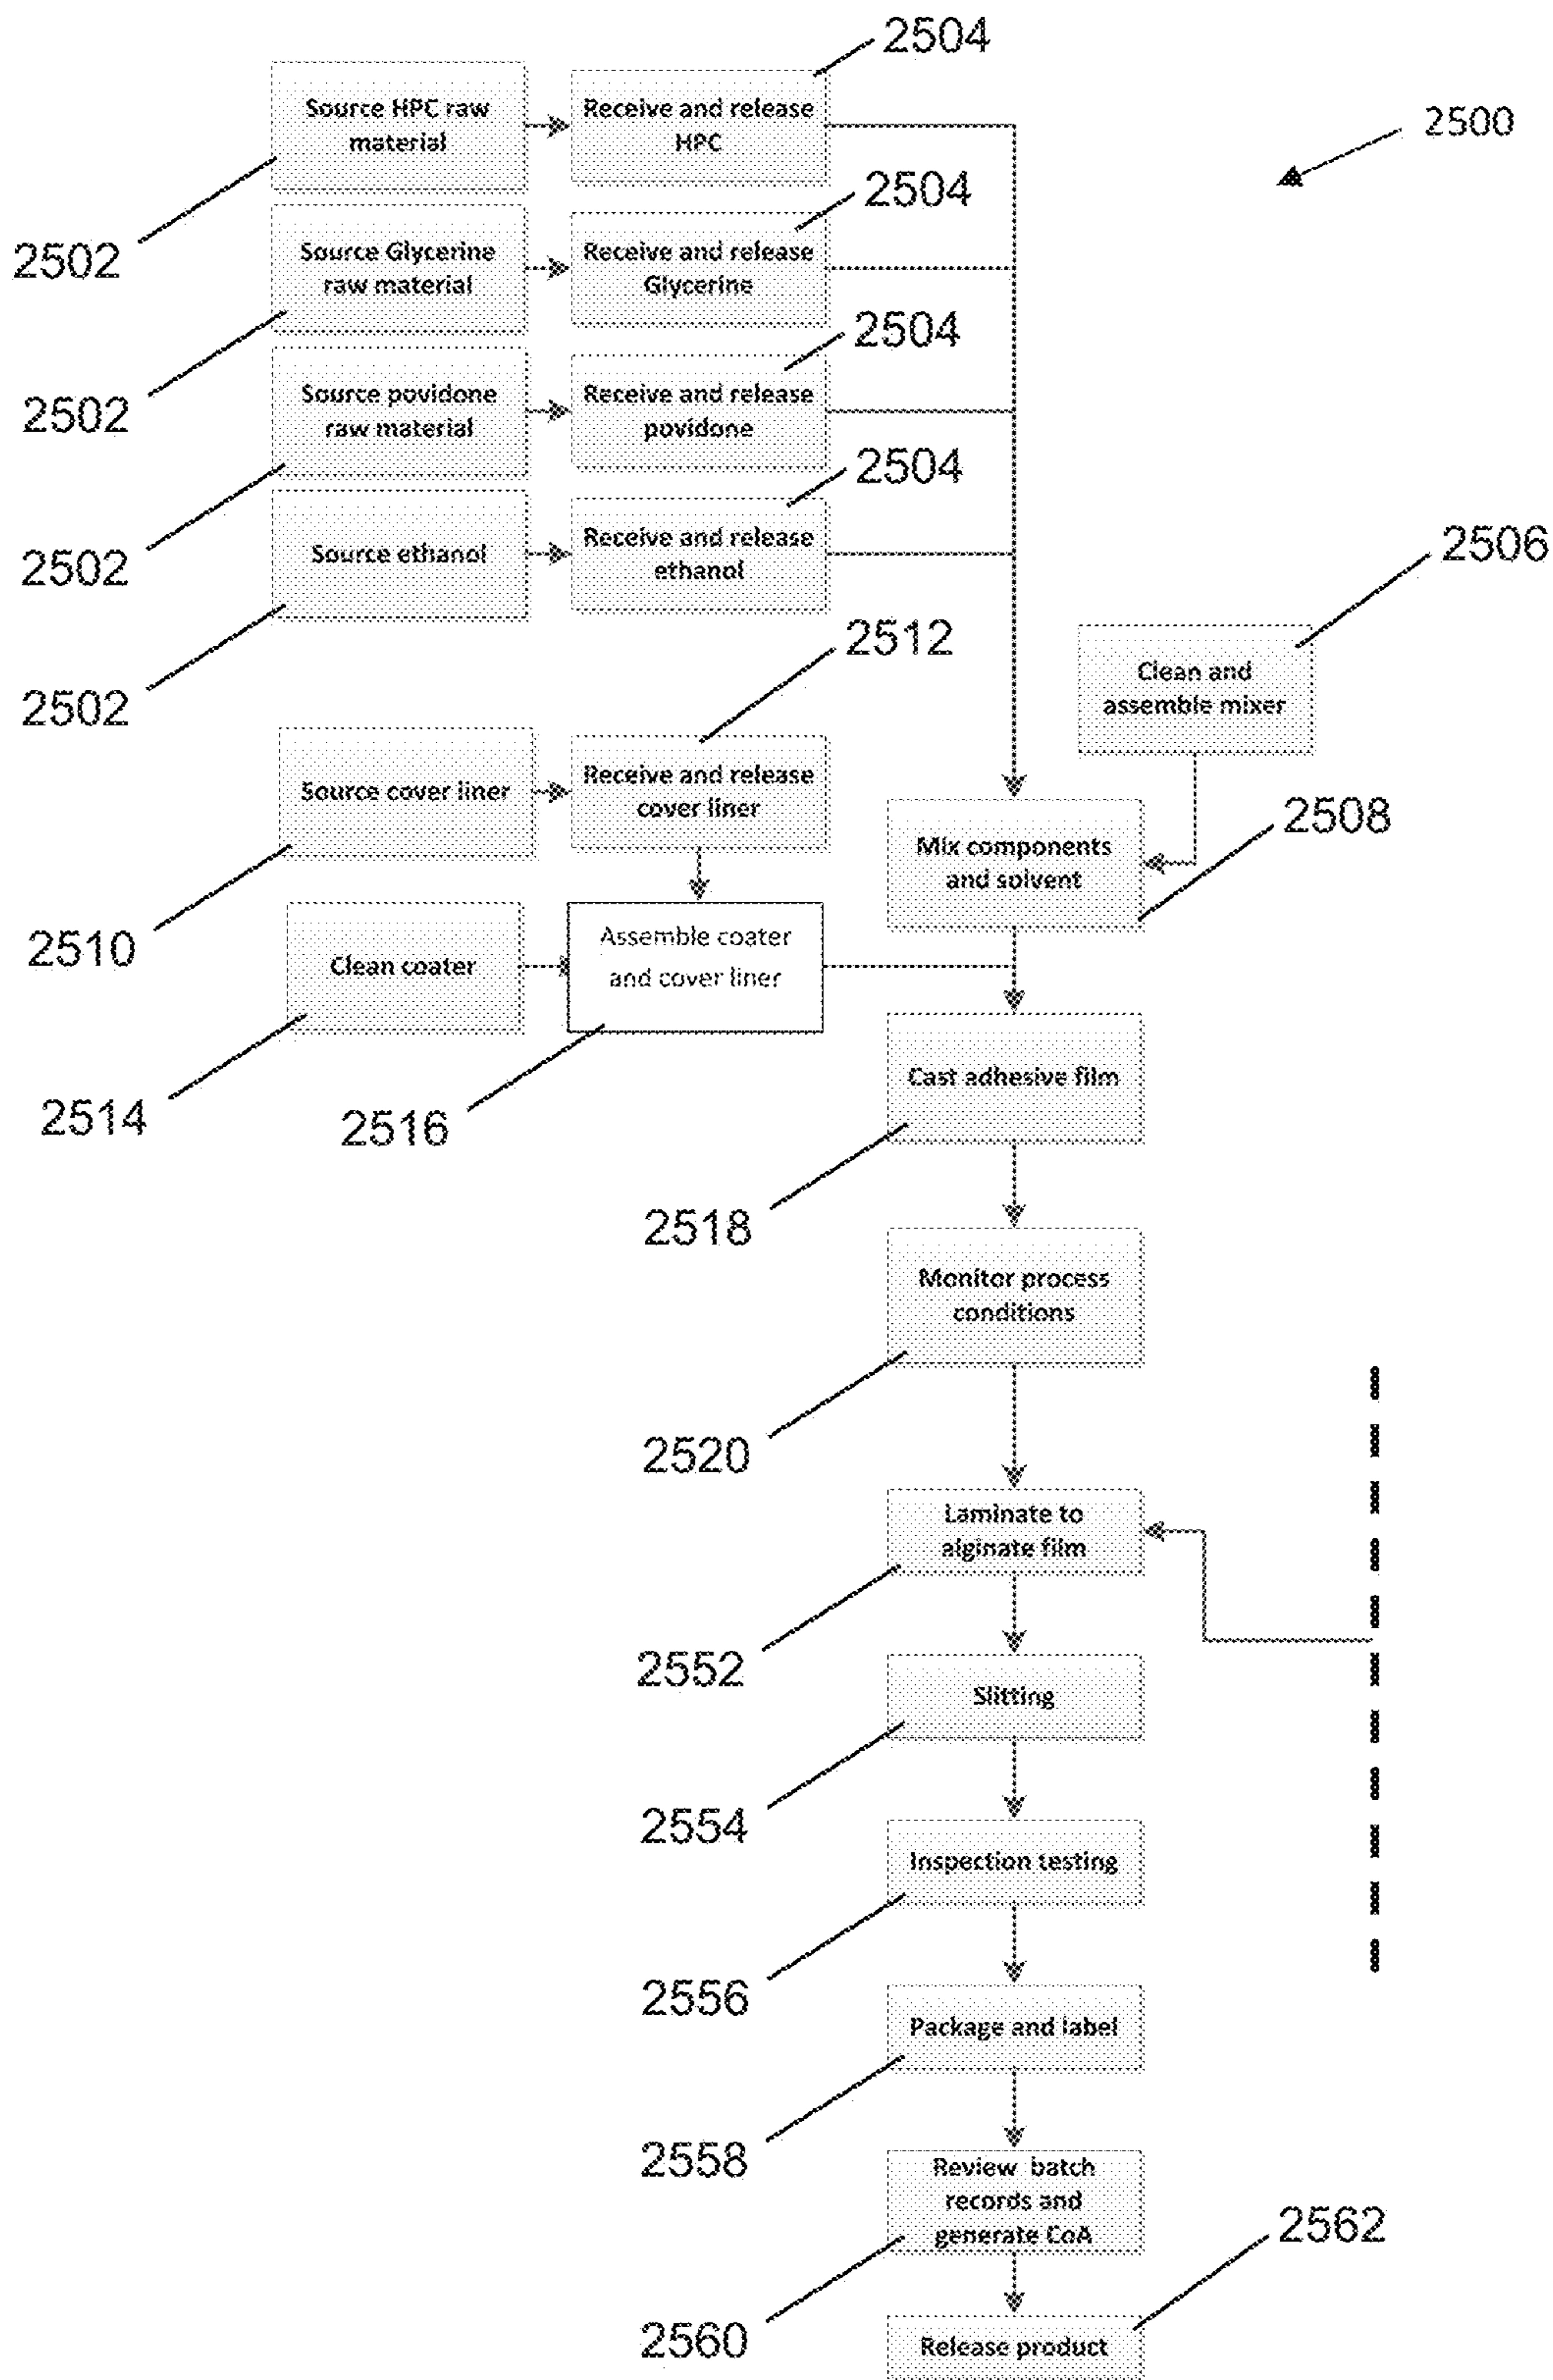 2504
Source HPC raw
material
Receive and release
HPC
2500
2504
2502
Source Glycerine
raw material
Receive and release
Glycerine
2504
2502
Source povidone
raw material
Receive and release
povidone
2504
2502
Source ethanol
Receive and release
ethanol
2506
2502
2512
Clean and
assemble mixer
Source cover liner
Receive and release
cover liner
2508
Mix components
and solvent
2510
Clean coater
Assemble coater
and cover liner
2514
2516
Cast adhesive film
2518
Monitor process
conditions
2520
Laminate to
alginate film
2552
Slitting
2554
Inspection testing
2556
Package and label
2558
Review batch
records and
generate CoA
2562
2560
Release product